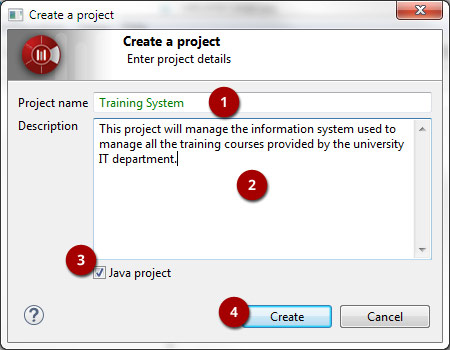 Create a project
Create a project
Enter project details
Project name Training System 1
Description
This project will manage the information system used to
manage all the training courses provided by the university
IT department.
2
3
Java project
4
? Create Cancel